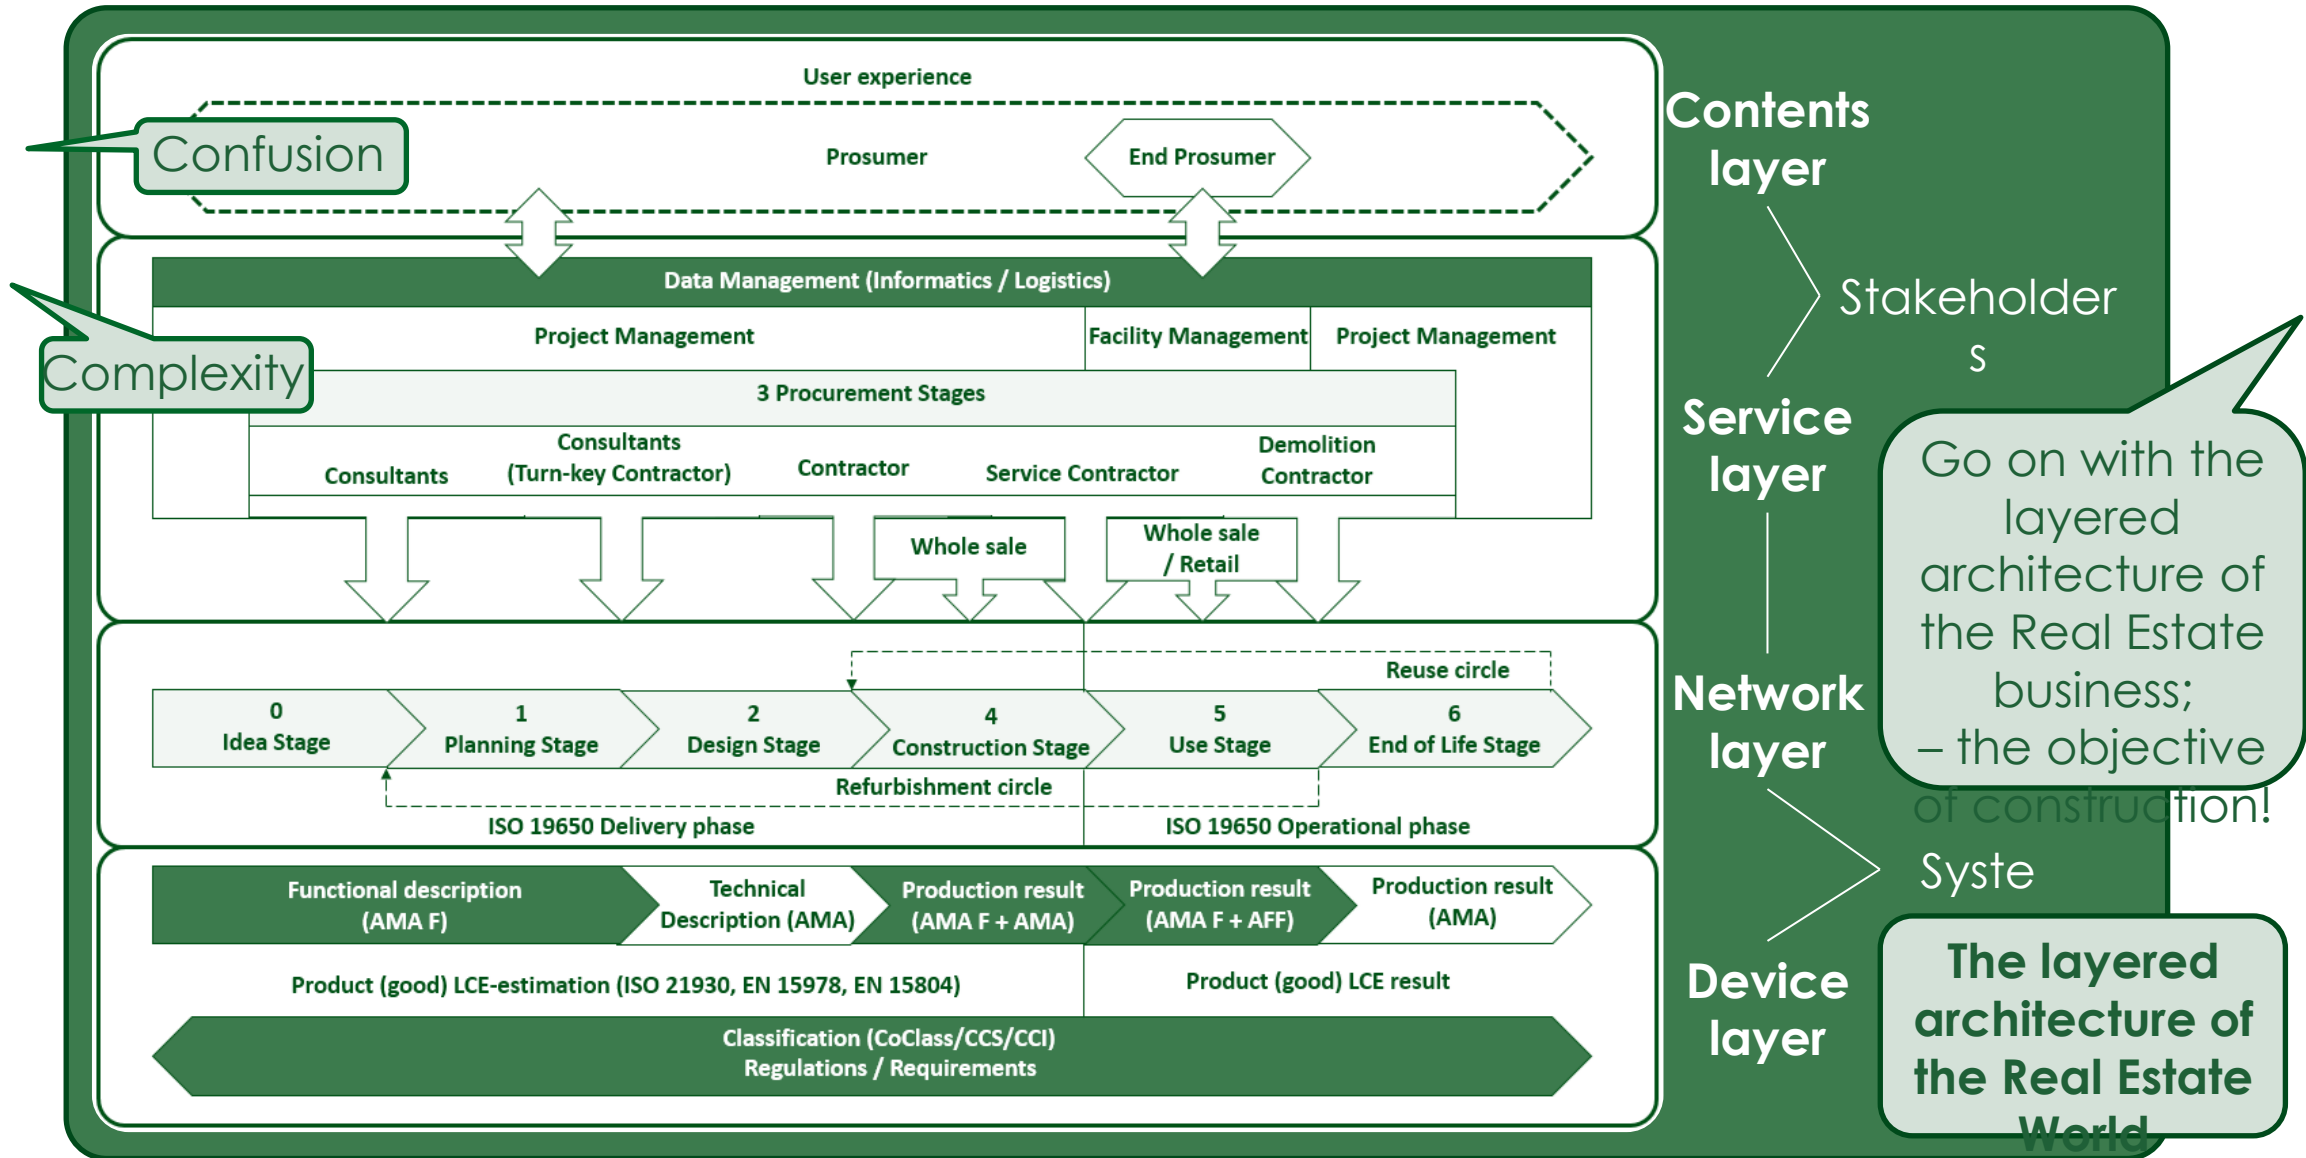 User experience
Confusion
Prosumer
End Prosumer
Data Management (Informatics / Logistics)
Complexity
Project Management
Facility Management
Project Management
3 Procurement Stages
Consultants
Consultants
(Turn-key Contractor)
Contractor
Service Contractor
Demolition
Contractor
Whole sale
Whole sale
/ Retail
Reuse circle
0
Idea Stage
1
Planning Stage
2
Design Stage
4
Construction Stage
5
Use Stage
6
End of Life Stage
Refurbishment circle
ISO 19650 Delivery phase
ISO 19650 Operational phase
Functional description
(AMA F)
Technical
Description (AMA)
Production result
(AMA F + AMA)
Production result
(AMA F + AFF)
Production result
(AMA)
Product (good) LCE-estimation (ISO 21930, EN 15978, EN 15804)
Product (good) LCE result
Classification (CoClass/CCS/CCI)
Regulations / Requirements
Contents
layer
Stakeholder
s
Service
layer
Network
layer
Syste
Device
layer
Go on with the
layered
architecture of
the Real Estate
business;
– the objective
of construction!
The layered
architecture of
the Real Estate
World